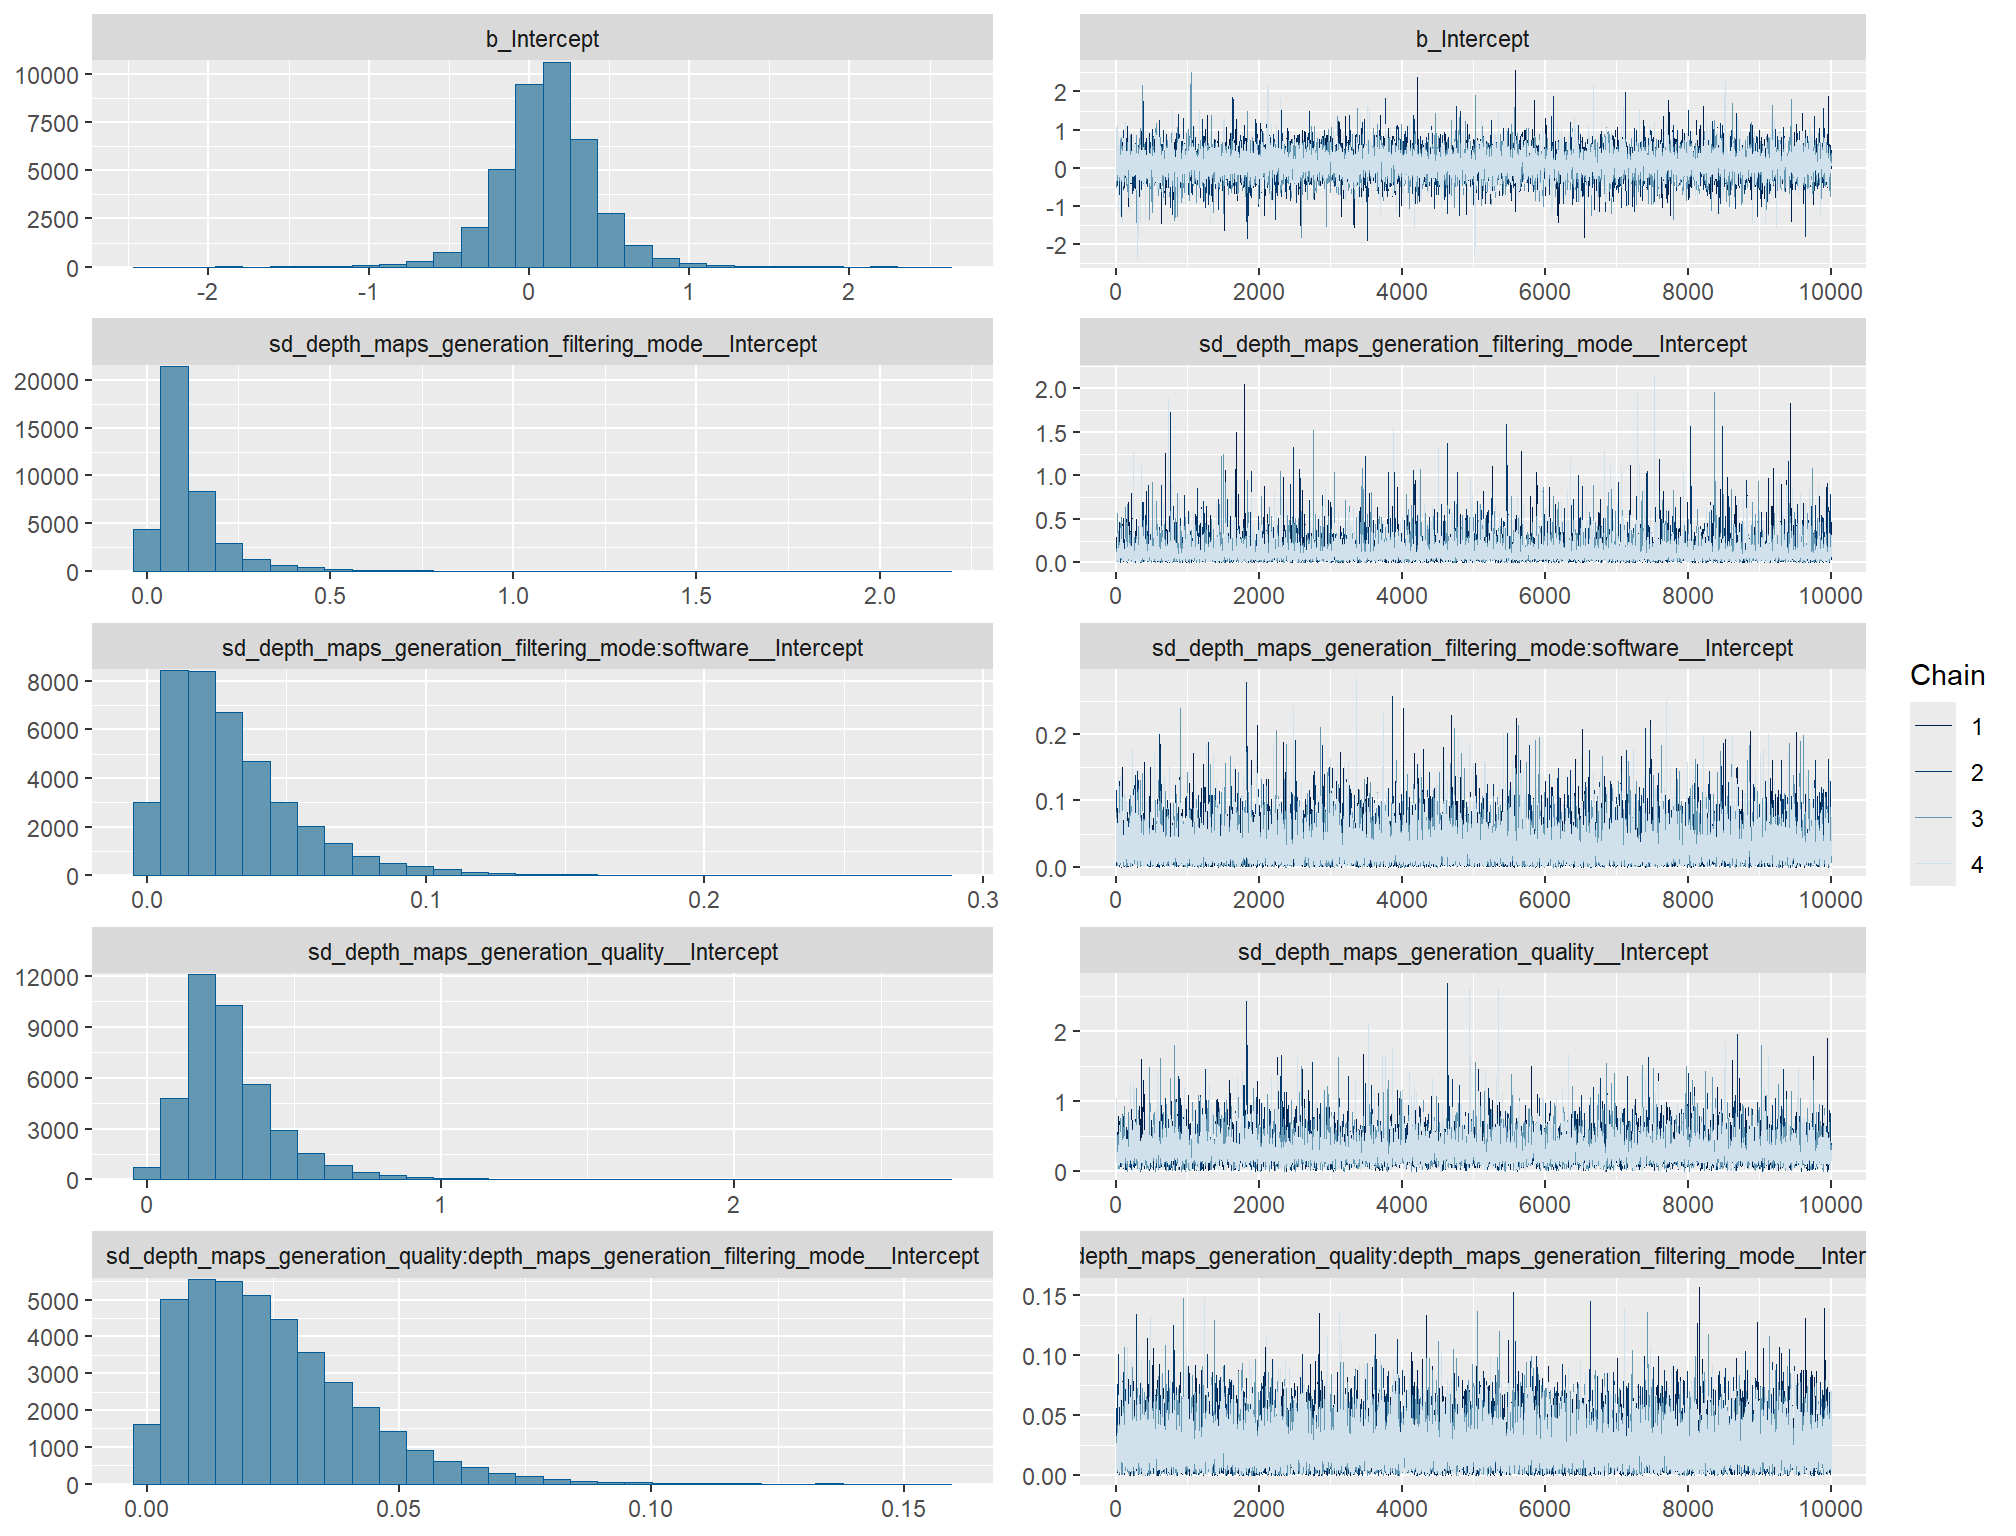 b_Intercept
10000
7500
5000
2500
0
-2 -1 0 1 2
b_Intercept
2
1
0
-1
-2
0 2000 4000 6000 8000 10000
sd_depth_maps_generation_filtering_mode__Intercept
20000
15000
10000
5000
0
0.0 0.5 1.0 1.5 2.0
sd_depth_maps_generation_filtering_mode__Intercept
2.0
1.5
1.0
0.5
0.0
0 2000 4000 6000 8000 10000
sd_depth_maps_generation_filtering_mode:software__Intercept
8000
6000
4000
2000
0
0.0 0.1 0.2 0.3
sd_depth_maps_generation_filtering_mode:software__Intercept
0.2
0.1
0.0
0 2000 4000 6000 8000 10000
sd_depth_maps_generation_quality__Intercept
12000
9000
6000
3000
0
0 1 2
sd_depth_maps_generation_quality__Intercept
2
1
0
0 2000 4000 6000 8000 10000
sd_depth_maps_generation_quality:depth_maps_generation_filtering_mode__Intercept
5000
4000
3000
2000
1000
0
0.00 0.05 0.10 0.15
depth_maps_generation_quality:depth_maps_generation_filtering_mode__Inter
0.15
0.10
0.05
0.00
0 2000 4000 6000 8000 10000
Chain
1
2
3
4